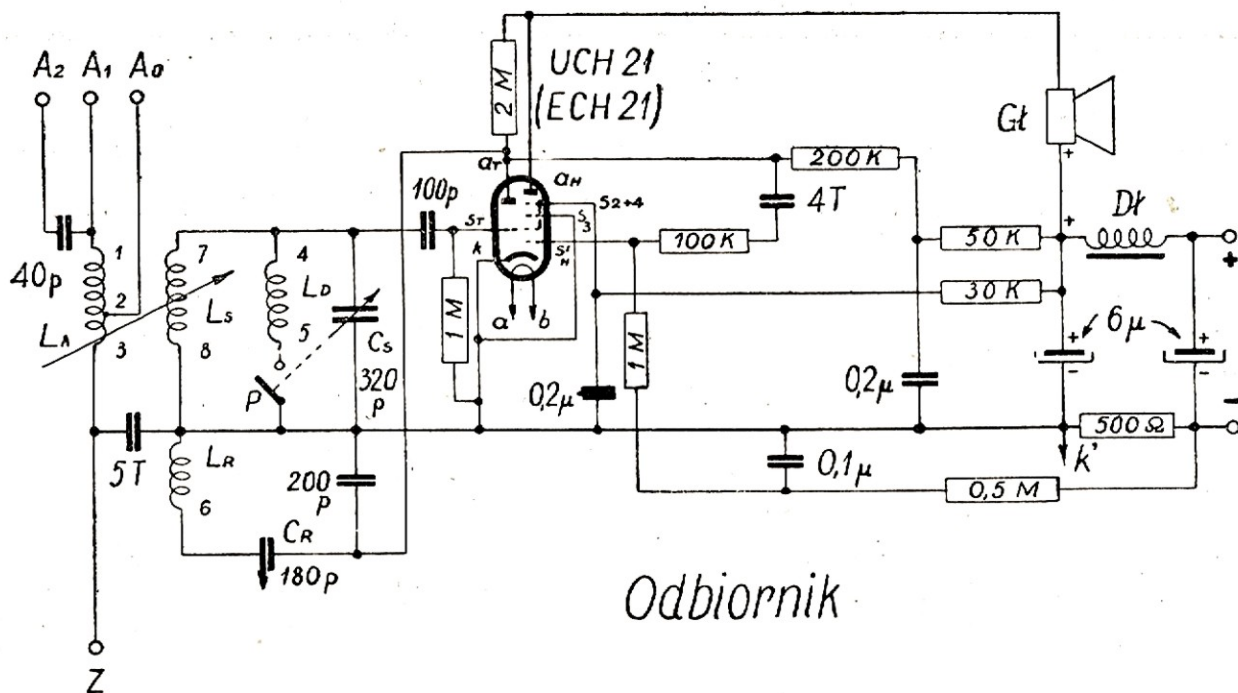 A2 A1 A0
40p
1
2
3
LA
5T
Z
7
LS
8
LR
6
CR
180p
4
LD
5
P
CS
320
p
200
p
100p
1 M
2 M
UCH 21
(ECH 21)
aT
aH
sT
k
S2+4
S3
S'H
a b
200 K
4T
100K
50 K
30 K
1 M
0,2μ
0,2μ
0,1μ
0,5 M
500 Ω
k'
Gł
+
+
Dł
+
6μ
+
-
+
-
-
Odbiornik